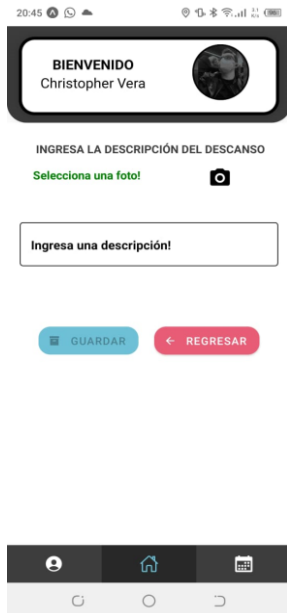 20:45
BIENVENIDO
Christopher Vera
INGRESA LA DESCRIPCIÓN DEL DESCANSO
Selecciona una foto!
Ingresa una descripción!
GUARDAR
REGRESAR